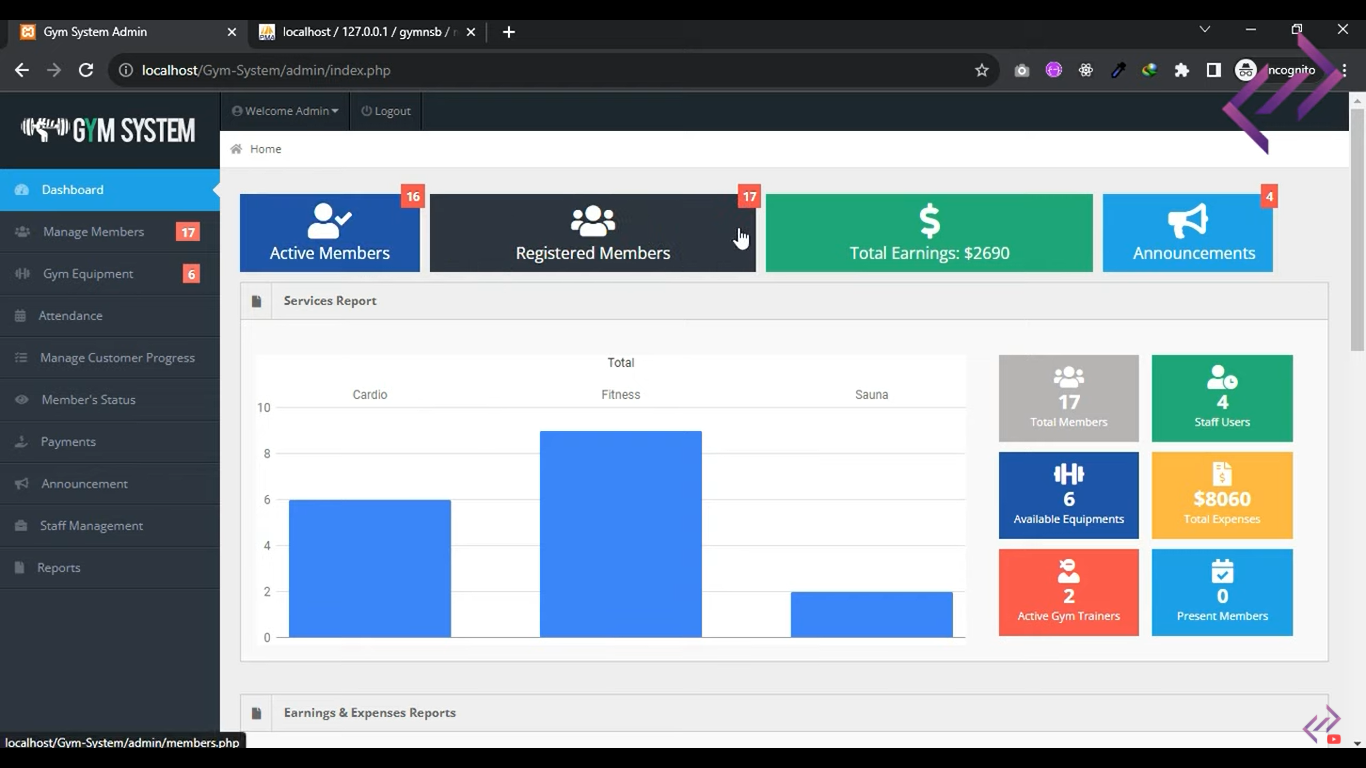 Gym System Admin
localhost / 127.0.0.1 / gymnsb /
localhost/Gym-System/admin/index.php
Incognito
GYM SYSTEM
Welcome Admin
Logout
Home
Dashboard
Manage Members 17
Gym Equipment 6
Attendance
Manage Customer Progress
Member's Status
Payments
Announcement
Staff Management
Reports
16
Active Members
17
Registered Members
$
Total Earnings: $2690
4
Announcements
Services Report
Total
Cardio
Fitness
Sauna
10
8
6
4
2
0
17
Total Members
4
Staff Users
6
Available Equipments
$8060
Total Expenses
2
Active Gym Trainers
0
Present Members
Earnings & Expenses Reports
localhost/Gym-System/admin/members.php